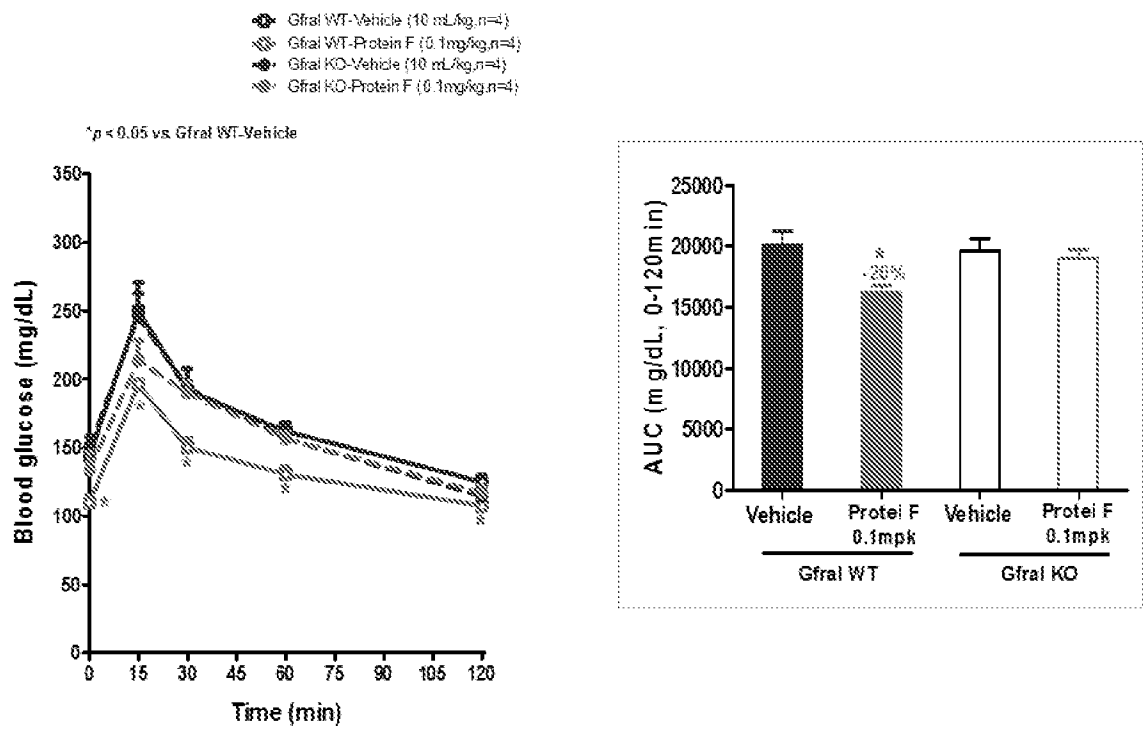 Gfral WT-Vehicle (10 mL/kg,n=4)
Gfral WT-Protein F (0.1mg/kg,n=4)
Gfral KO-Vehicle (10 mL/kg,n=4)
Gfral KO-Protein F (0.1mg/kg,n=4)
*p < 0.05 vs. Gfral WT-Vehicle
350
300
250
200
150
100
50
0
Blood glucose (mg/dL)
0 15 30 45 60 75 90 105 120
Time (min)
* * * * *
25000
20000
15000
10000
5000
0
AUC (mg/dL, 0-120min)
*
-20%
Vehicle Protei F Vehicle Protei F
0.1mpk 0.1mpk
Gfral WT Gfral KO